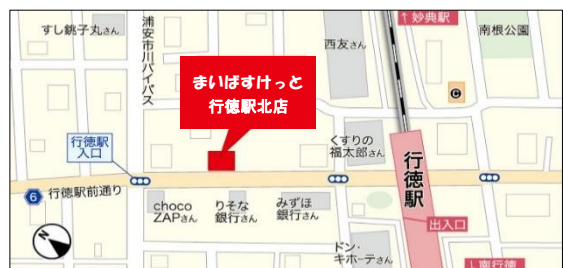 すし銚子丸さん
浦安市川バイパス
西友さん
↑妙典駅
南根公園
まいばすけっと
行徳駅北店
C
行徳駅
入口
くすりの
福太郎さん
行徳駅
6
行徳駅前通り
choco
ZAPさん
りそな
銀行さん
みずほ
銀行さん
出入口
ドン・
キホーテさん
↓南行徳